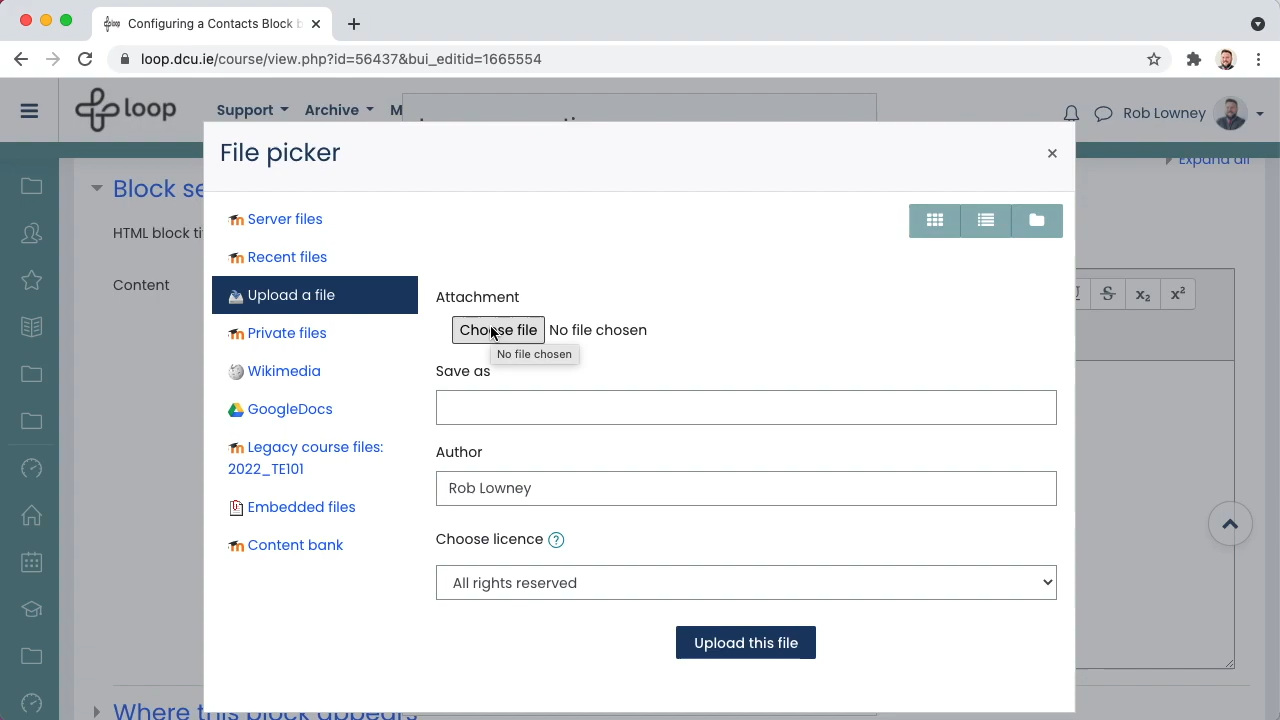 Configuring a Contacts Block b
loop.dcu.ie/course/view.php?id=56437&bui_editid=1665554
loop
Support
Archive
M
Rob Lowney
File picker
Expand all
Block se
HTML block ti
Content
Server files
Recent files
Upload a file
Private files
Wikimedia
GoogleDocs
Legacy course files:
2022_TE101
Embedded files
Content bank
Attachment
Choose file No file chosen
No file chosen
Save as
Author
Rob Lowney
Choose licence ?
All rights reserved
Upload this file
S x₂ x²
Where this block appears